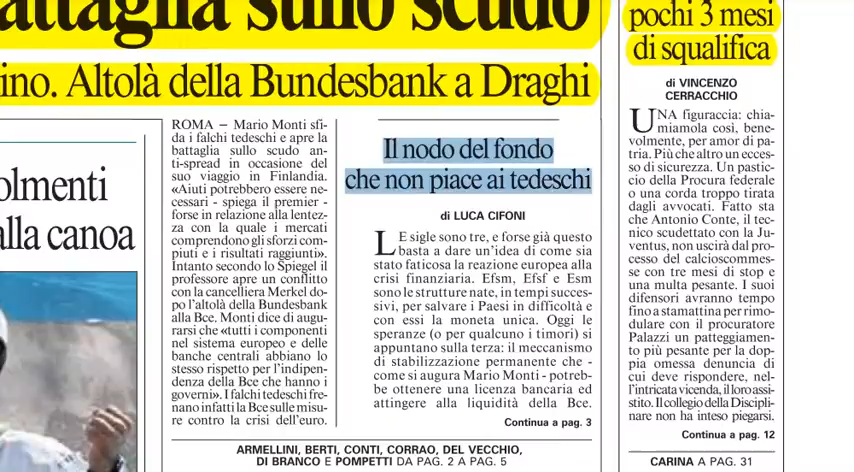 attaglia sullo scudo
ino. Altolà della Bundesbank a Draghi
olmenti
alla canoa
ROMA – Mario Monti sfi-
da i falchi tedeschi e apre la
battaglia sullo scudo an-
ti-spread in occasione del
suo viaggio in Finlandia.
«Aiuti potrebbero essere ne-
cessari - spiega il premier -
forse in relazione alla lentez-
za con la quale i mercati
comprendono gli sforzi com-
piuti e i risultati raggiunti».
Intanto secondo lo Spiegel il
professore apre un conflitto
con la cancelliera Merkel do-
po l'altolà della Bundesbank
alla Bce. Monti dice di augu-
rarsi che «tutti i componenti
nel sistema europeo e delle
banche centrali abbiano lo
stesso rispetto per l'indipen-
denza della Bce che hanno i
governi». I falchi tedeschi fre-
nano infatti la Bce sulle misu-
re contro la crisi dell'euro.
Il nodo del fondo
che non piace ai tedeschi
di LUCA CIFONI
LE sigle sono tre, e forse già questo
basta a dare un'idea di come sia
stato faticosa la reazione europea alla
crisi finanziaria. Efsm, Efsf e Esm
sono le strutture nate, in tempi succes-
sivi, per salvare i Paesi in difficoltà e
con essi la moneta unica. Oggi le
speranze (o per qualcuno i timori) si
appuntano sulla terza: il meccanismo
di stabilizzazione permanente che -
come si augura Mario Monti - potreb-
be ottenere una licenza bancaria ed
attingere alla liquidità della Bce.
Continua a pag. 3
ARMELLINI, BERTI, CONTI, CORRAO, DEL VECCHIO,
DI BRANCO E POMPETTI DA PAG. 2 A PAG. 5
pochi 3 mesi
di squalifica
di VINCENZO
CERRACCHIO
UNA figuraccia: chia-
miamola così, bene-
volmente, per amor di pa-
tria. Più che altro un ecces-
so di sicurezza. Un pastic-
cio della Procura federale
o una corda troppo tirata
dagli avvocati. Fatto sta
che Antonio Conte, il tec-
nico scudettato con la Ju-
ventus, non uscirà dal pro-
cesso del calcioscommes-
se con tre mesi di stop e
una multa pesante. I suoi
difensori avranno tempo
fino a stamattina per rimo-
dulare con il procuratore
Palazzi un patteggiamen-
to più pesante per la dop-
pia omessa denuncia di
cui deve rispondere, nel-
l'intricata vicenda, il loro assi-
stito. Il collegio della Discipli-
nare non ha inteso piegarsi.
Continua a pag. 12
CARINA A PAG. 31